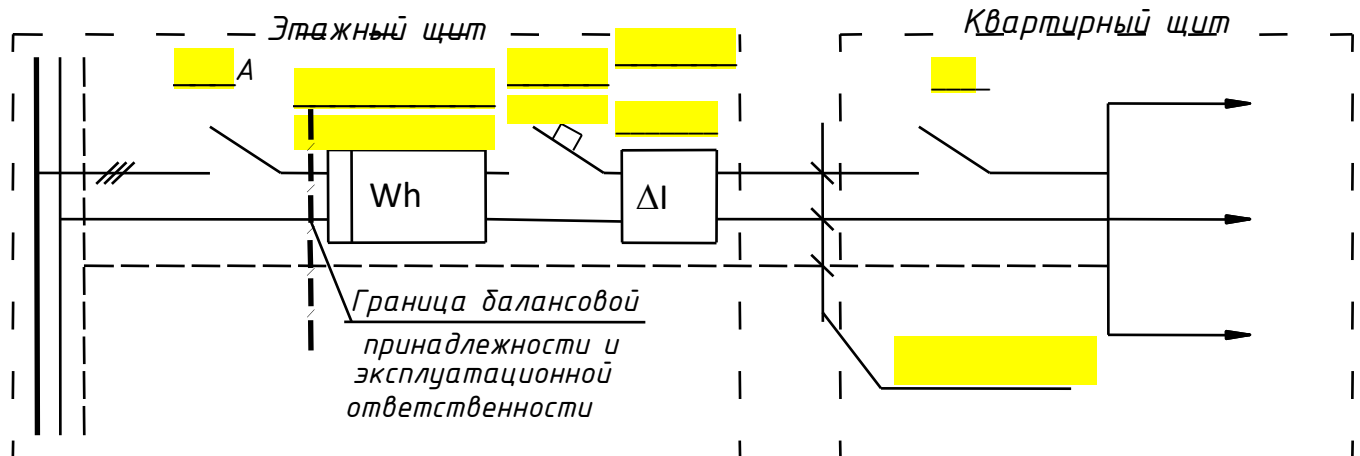 Этажный щит
Квартирный щит
А
Wh
ΔI
Граница балансовой
принадлежности и
эксплуатационной
ответственности